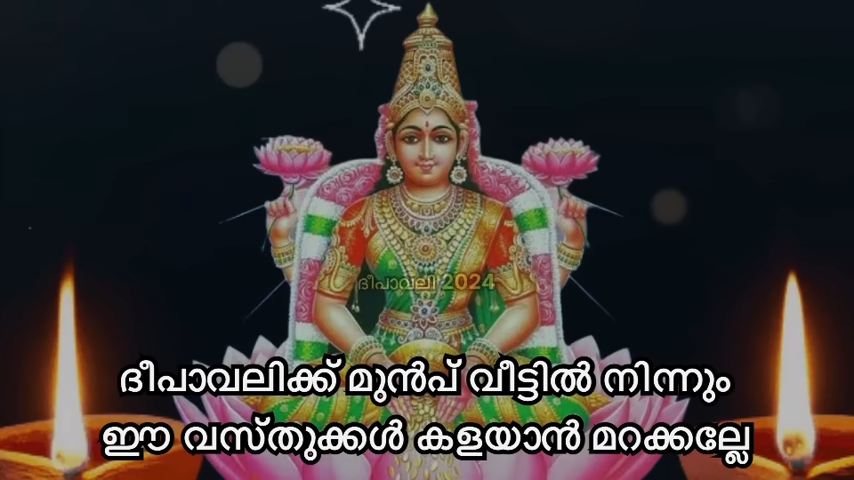 ദീപാവലി 2024
ദീപാവലിക്ക് മുൻപ് വീട്ടിൽ നിന്നും
ഈ വസ്തുക്കൾ കളയാൻ മറക്കല്ലേ